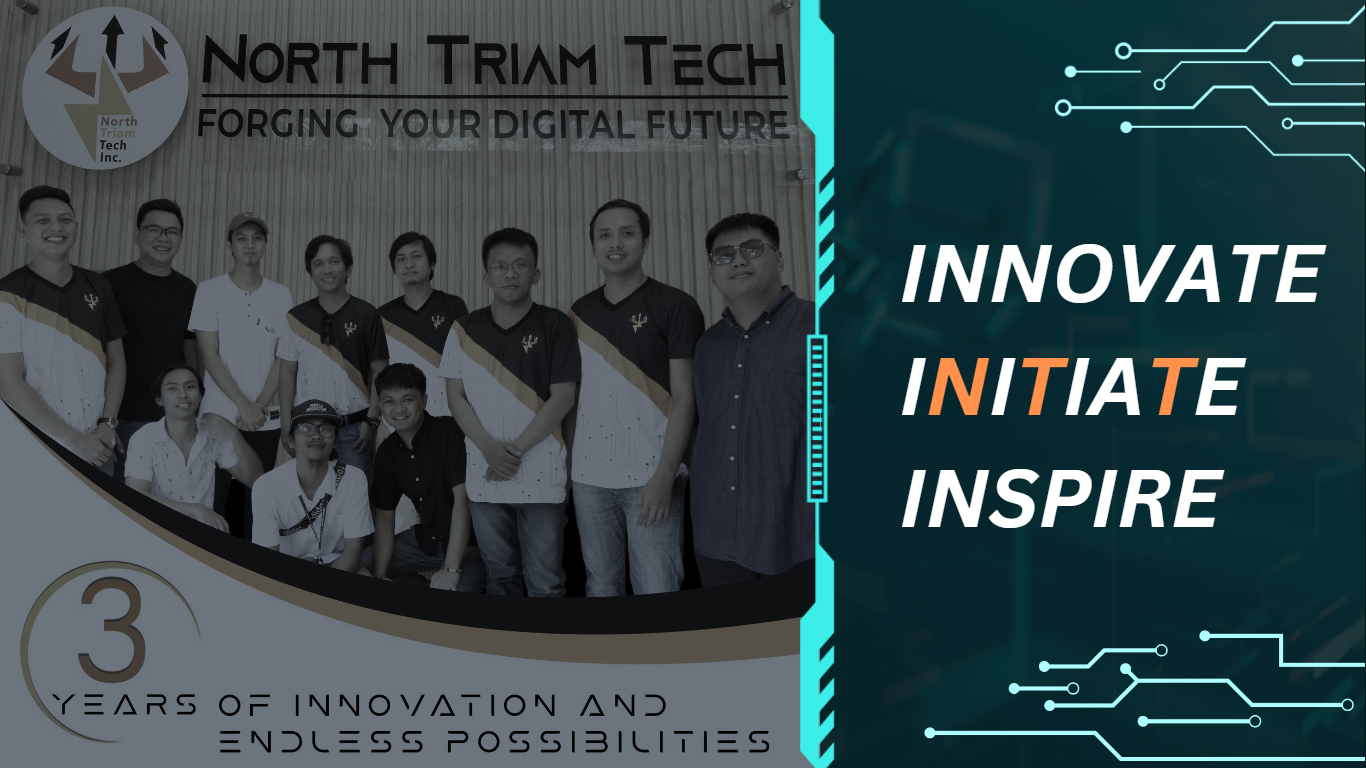 NORTH TRIAM TECH
FORGING YOUR DIGITAL FUTURE
North
Triam
Tech
Inc.
3
YEARS OF INNOVATION AND
ENDLESS POSSIBILITIES
INNOVATE
INITIATE
INSPIRE